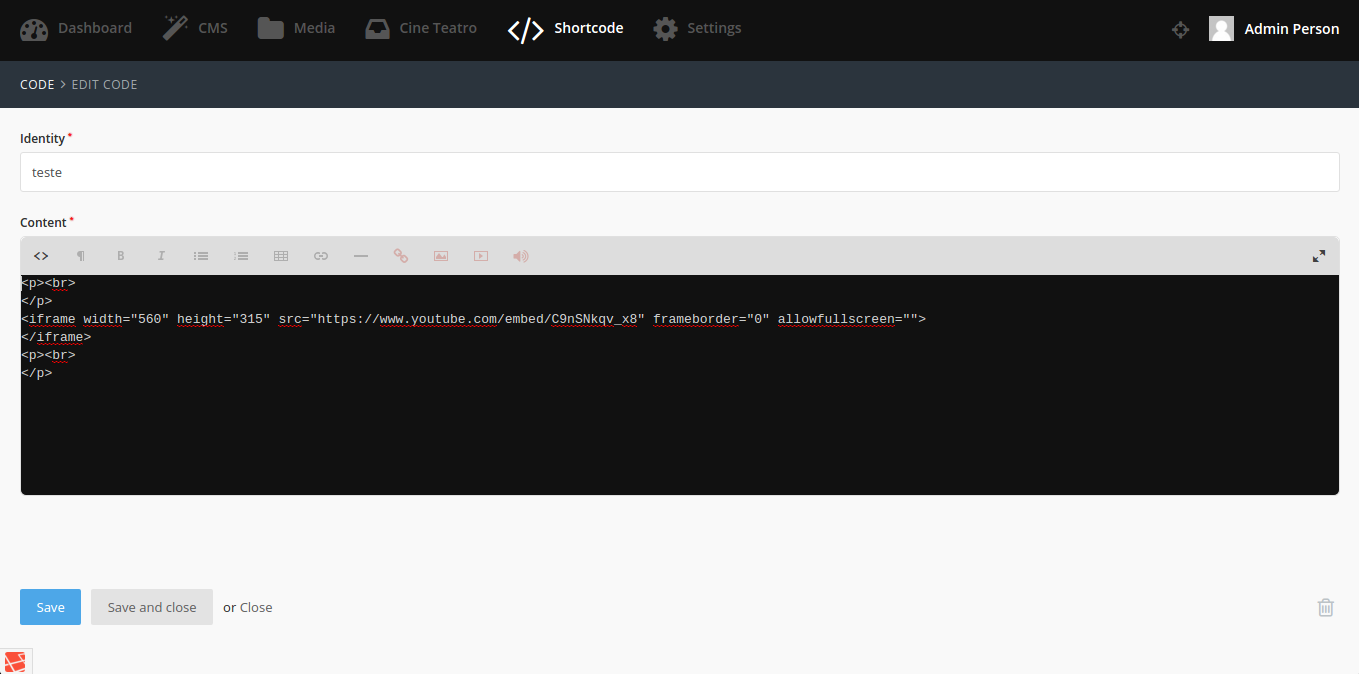 Dashboard CMS Media Cine Teatro Shortcode Settings Admin Person
CODE > EDIT CODE
Identity *
teste
Content *
<p><br>
</p>
<iframe width="560" height="315" src="https://www.youtube.com/embed/C9nSNkqv_x8" frameborder="0" allowfullscreen="">
</iframe>
<p><br>
</p>
Save Save and close or Close